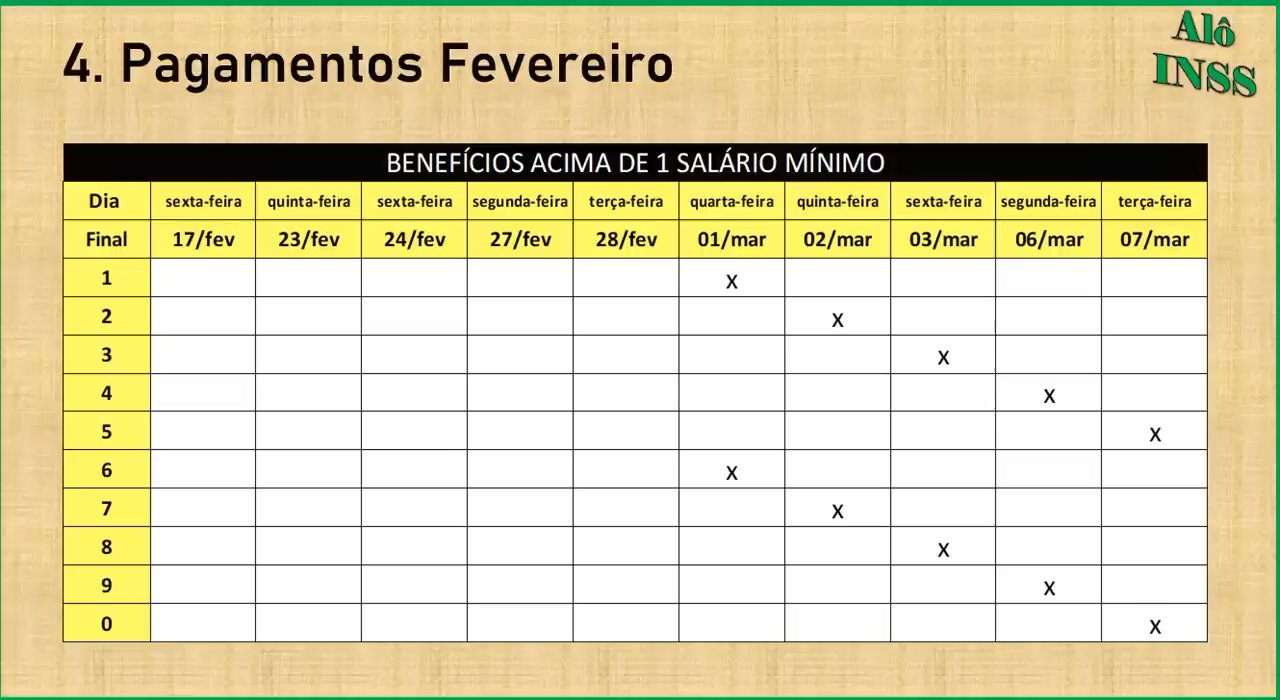 4. Pagamentos Fevereiro
Alô
INSS
BENEFÍCIOS ACIMA DE 1 SALÁRIO MÍNIMO
Dia sexta-feira quinta-feira sexta-feira segunda-feira terça-feira quarta-feira quinta-feira sexta-feira segunda-feira terça-feira
Final 17/fev 23/fev 24/fev 27/fev 28/fev 01/mar 02/mar 03/mar 06/mar 07/mar
1 x
2 x
3 x
4 x
5 x
6 x
7 x
8 x
9 x
0 x